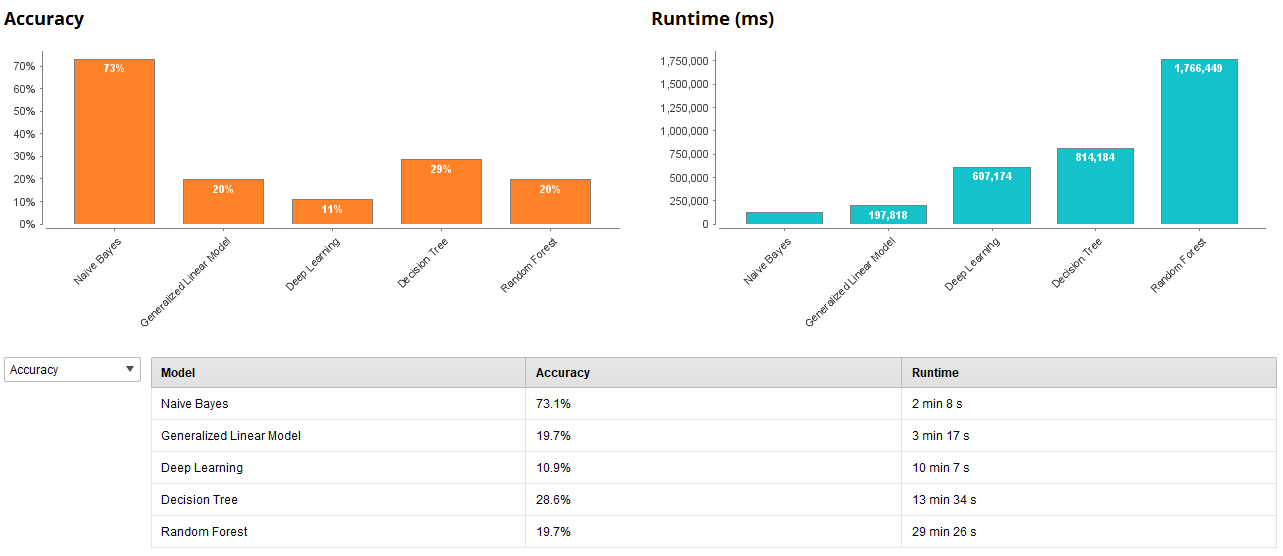 Accuracy
70%
60%
50%
40%
30%
20%
10%
0%
73%
20%
11%
29%
20%
Naive Bayes
Generalized Linear Model
Deep Learning
Decision Tree
Random Forest
Runtime (ms)
1,750,000
1,500,000
1,250,000
1,000,000
750,000
500,000
250,000
0
197,818
607,174
814,184
1,766,449
Naive Bayes
Generalized Linear Model
Deep Learning
Decision Tree
Random Forest
Accuracy
Model Accuracy Runtime
Naive Bayes 73.1% 2 min 8 s
Generalized Linear Model 19.7% 3 min 17 s
Deep Learning 10.9% 10 min 7 s
Decision Tree 28.6% 13 min 34 s
Random Forest 19.7% 29 min 26 s